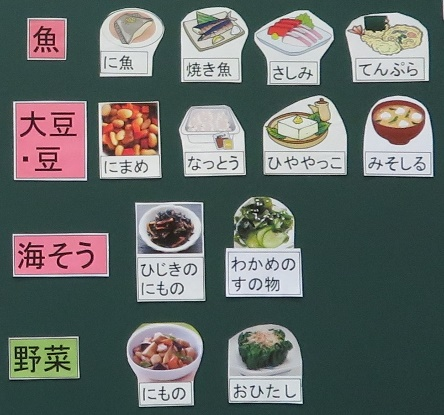 魚
に魚
焼き魚
さしみ
てんぷら
大豆
・豆
にまめ
なっとう
ひややっこ
みそしる
海そう
ひじきの
にもの
わかめの
すの物
野菜
にもの
おひたし